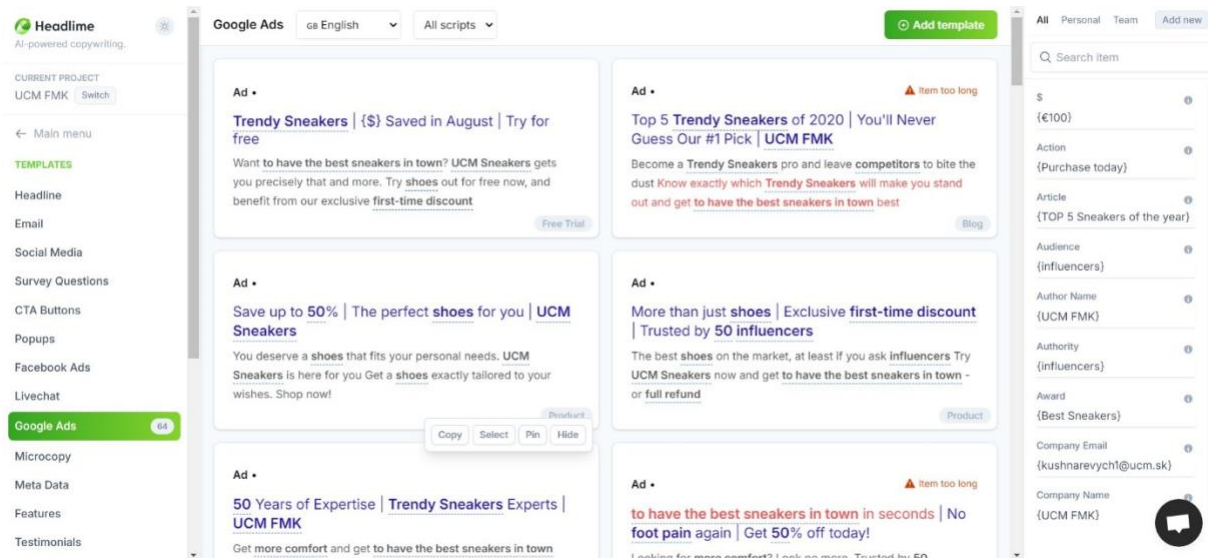 Headlime
AI-powered copywriting.
CURRENT PROJECT
UCM FMK Switch
← Main menu
TEMPLATES
Headline
Email
Social Media
Survey Questions
CTA Buttons
Popups
Facebook Ads
Livechat
Google Ads 64
Microcopy
Meta Data
Features
Testimonials
Google Ads GB English All scripts Add template
Ad •
Trendy Sneakers | {$} Saved in August | Try for
free
Want to have the best sneakers in town? UCM Sneakers gets
you precisely that and more. Try shoes out for free now, and
benefit from our exclusive first-time discount
Free Trial
Ad • Item too long
Top 5 Trendy Sneakers of 2020 | You'll Never
Guess Our #1 Pick | UCM FMK
Become a Trendy Sneakers pro and leave competitors to bite the
dust Know exactly which Trendy Sneakers will make you stand
out and get to have the best sneakers in town best
Blog
Ad •
Save up to 50% | The perfect shoes for you | UCM
Sneakers
You deserve a shoes that fits your personal needs. UCM
Sneakers is here for you Get a shoes exactly tailored to your
wishes. Shop now!
Product
Copy Select Pin Hide
Ad •
More than just shoes | Exclusive first-time discount
| Trusted by 50 influencers
The best shoes on the market, at least if you ask influencers Try
UCM Sneakers now and get to have the best sneakers in town -
or full refund
Product
Ad •
50 Years of Expertise | Trendy Sneakers Experts |
UCM FMK
Get more comfort and get to have the best sneakers in town
Ad • Item too long
to have the best sneakers in town in seconds | No
foot pain again | Get 50% off today!
Looking for more comfort? Look no more. Trusted by 50
All Personal Team Add new
Search item
$
{€100}
Action
{Purchase today}
Article
{TOP 5 Sneakers of the year}
Audience
{influencers}
Author Name
{UCM FMK}
Authority
{influencers}
Award
{Best Sneakers}
Company Email
{kushnarevych1@ucm.sk}
Company Name
{UCM FMK}